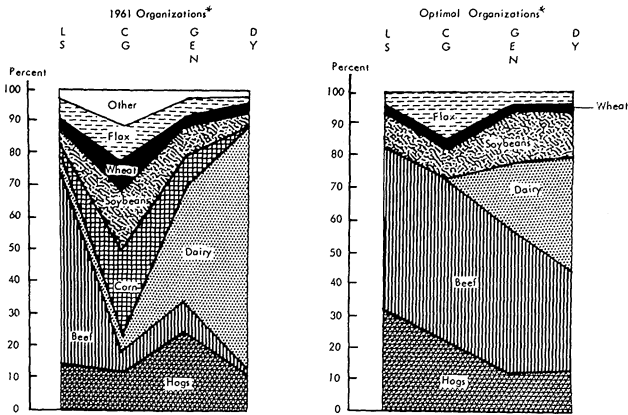 1961 Organizations*
L
S
C
G
G
E
N
D
Y
Percent
100
90
80
70
60
50
40
30
20
10
0
Other
Flax
Wheat
Soybeans
Corn
Dairy
Beef
Hogs
Optimal Organizations*
L
S
C
G
G
E
N
D
Y
Percent
100
90
80
70
60
50
40
30
20
10
0
Wheat
Flax
Soybeans
Dairy
Beef
Hogs